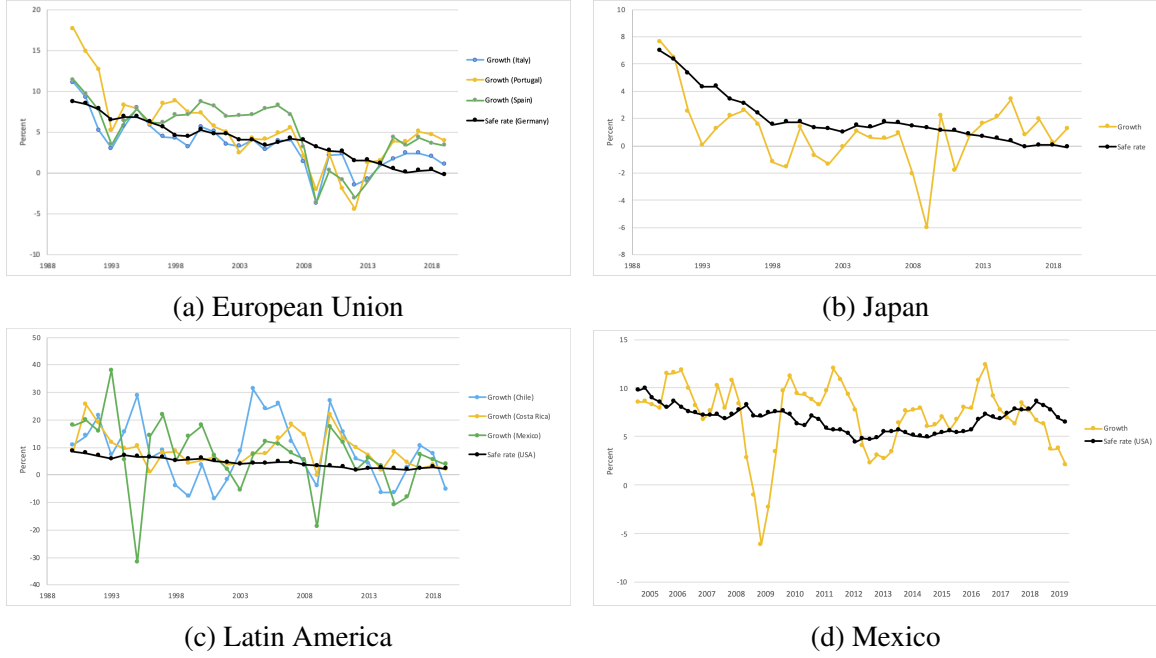 20
15
10
5
0
-5
-10
Percent
1988 1993 1998 2003 2008 2013 2018
Growth (Italy)
Growth (Portugal)
Growth (Spain)
Safe rate (Germany)
(a) European Union
10
8
6
4
2
0
-2
-4
-6
-8
Percent
1988 1993 1998 2003 2008 2013 2018
Growth
Safe rate
(b) Japan
50
40
30
20
10
0
-10
-20
-30
-40
Percent
1988 1993 1998 2003 2008 2013 2018
Growth (Chile)
Growth (Costa Rica)
Growth (Mexico)
Safe rate (USA)
(c) Latin America
15
10
5
0
-5
-10
Percent
2005 2006 2007 2008 2009 2010 2011 2012 2013 2014 2015 2016 2017 2018 2019
Growth
Safe rate (USA)
(d) Mexico